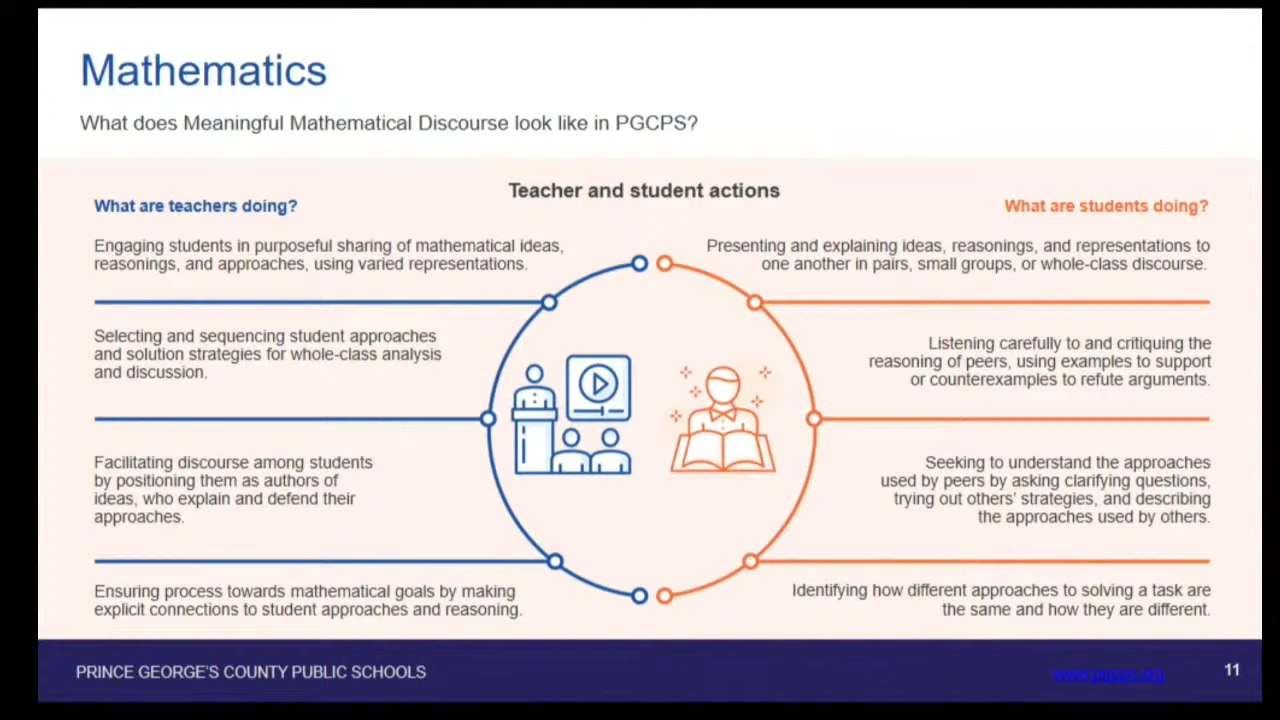 Mathematics
What does Meaningful Mathematical Discourse look like in PGCPS?
Teacher and student actions
What are teachers doing?
Engaging students in purposeful sharing of mathematical ideas,
reasonings, and approaches, using varied representations.
Selecting and sequencing student approaches
and solution strategies for whole-class analysis
and discussion.
Facilitating discourse among students
by positioning them as authors of
ideas, who explain and defend their
approaches.
Ensuring process towards mathematical goals by making
explicit connections to student approaches and reasoning.
What are students doing?
Presenting and explaining ideas, reasonings, and representations to
one another in pairs, small groups, or whole-class discourse.
Listening carefully to and critiquing the
reasoning of peers, using examples to support
or counterexamples to refute arguments.
Seeking to understand the approaches
used by peers by asking clarifying questions,
trying out others' strategies, and describing
the approaches used by others.
Identifying how different approaches to solving a task are
the same and how they are different.
PRINCE GEORGE'S COUNTY PUBLIC SCHOOLS
www.pgcps.org
11